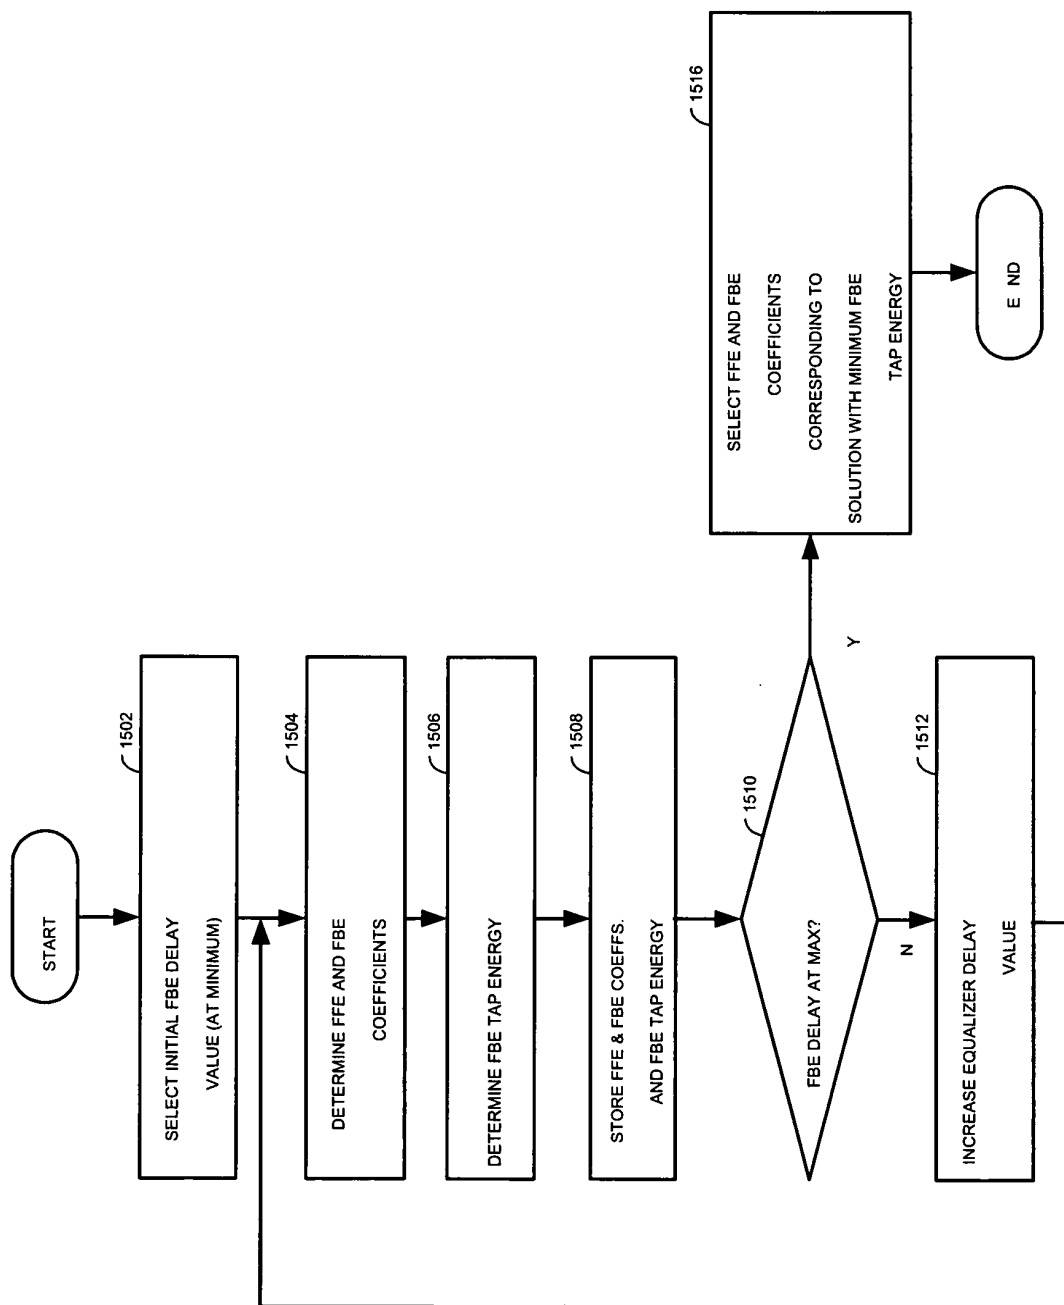 START
1502
SELECT INITIAL FBE DELAY
VALUE (AT MINIMUM)
1504
DETERMINE FFE AND FBE
COEFFICIENTS
1506
DETERMINE FBE TAP ENERGY
1508
STORE FFE & FBE COEFFS.
AND FBE TAP ENERGY
1510
FBE DELAY AT MAX?
Y
N
1512
INCREASE EQUALIZER DELAY
VALUE
1516
SELECT FFE AND FBE
COEFFICIENTS
CORRESPONDING TO
SOLUTION WITH MINIMUM FBE
TAP ENERGY
E ND